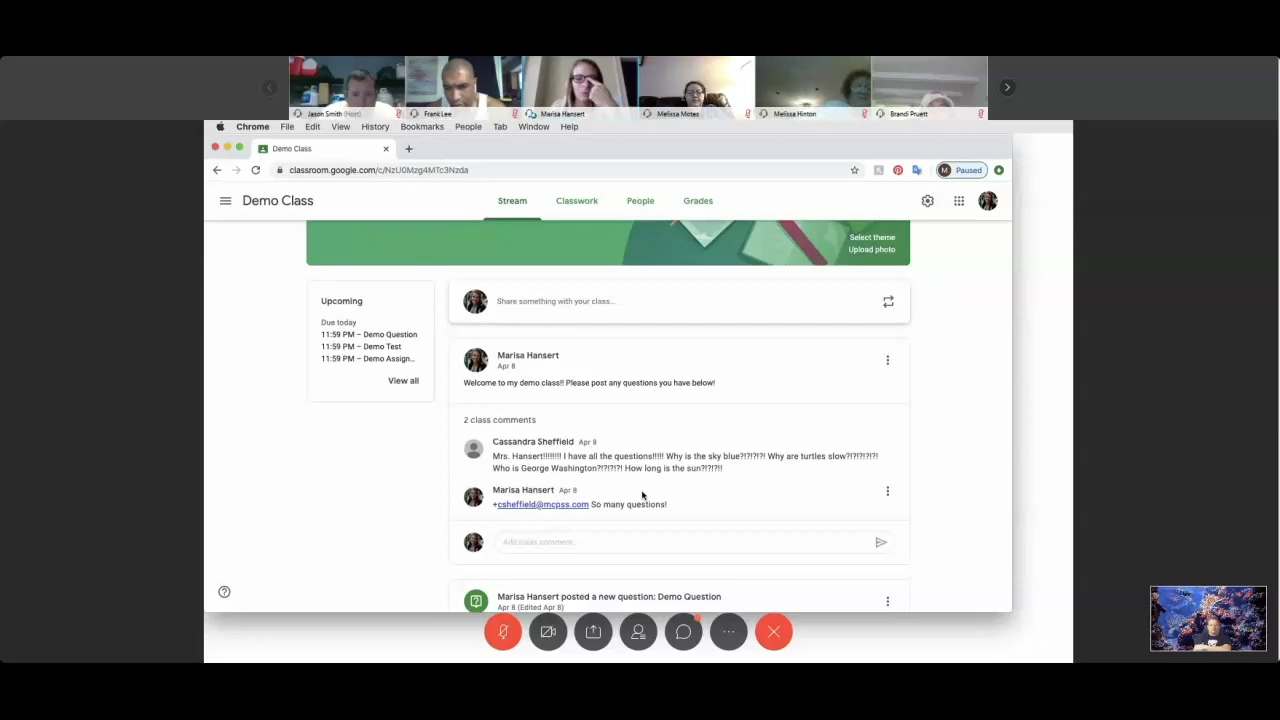 Jason Smith (Host)
FrankLee
Marisa Hansert
Melissa Motes
Melissa Hinton
Brandi Pruett
Chrome File Edit View History Bookmarks People Tab Window Help
Demo Class
classroom.google.com/c/NzU0Mzg4MTc3Nzda
M Paused
Demo Class
Stream Classwork People Grades
Select theme
Upload photo
Upcoming
Due today
11:59 PM – Demo Question
11:59 PM – Demo Test
11:59 PM – Demo Assign...
View all
Share something with your class...
Marisa Hansert
Apr 8
Welcome to my demo class!! Please post any questions you have below!
2 class comments
Cassandra Sheffield Apr 8
Mrs. Hansert!!!!!!!! I have all the questions!!!!! Why is the sky blue?!?!?!?! Why are turtles slow?!?!?!?!?!
Who is George Washington?!?!?!?! How long is the sun?!?!?!!
Marisa Hansert Apr 8
+csheffield@mcpss.com So many questions!
Add class comment...
Marisa Hansert posted a new question: Demo Question
Apr 8 (Edited Apr 8)